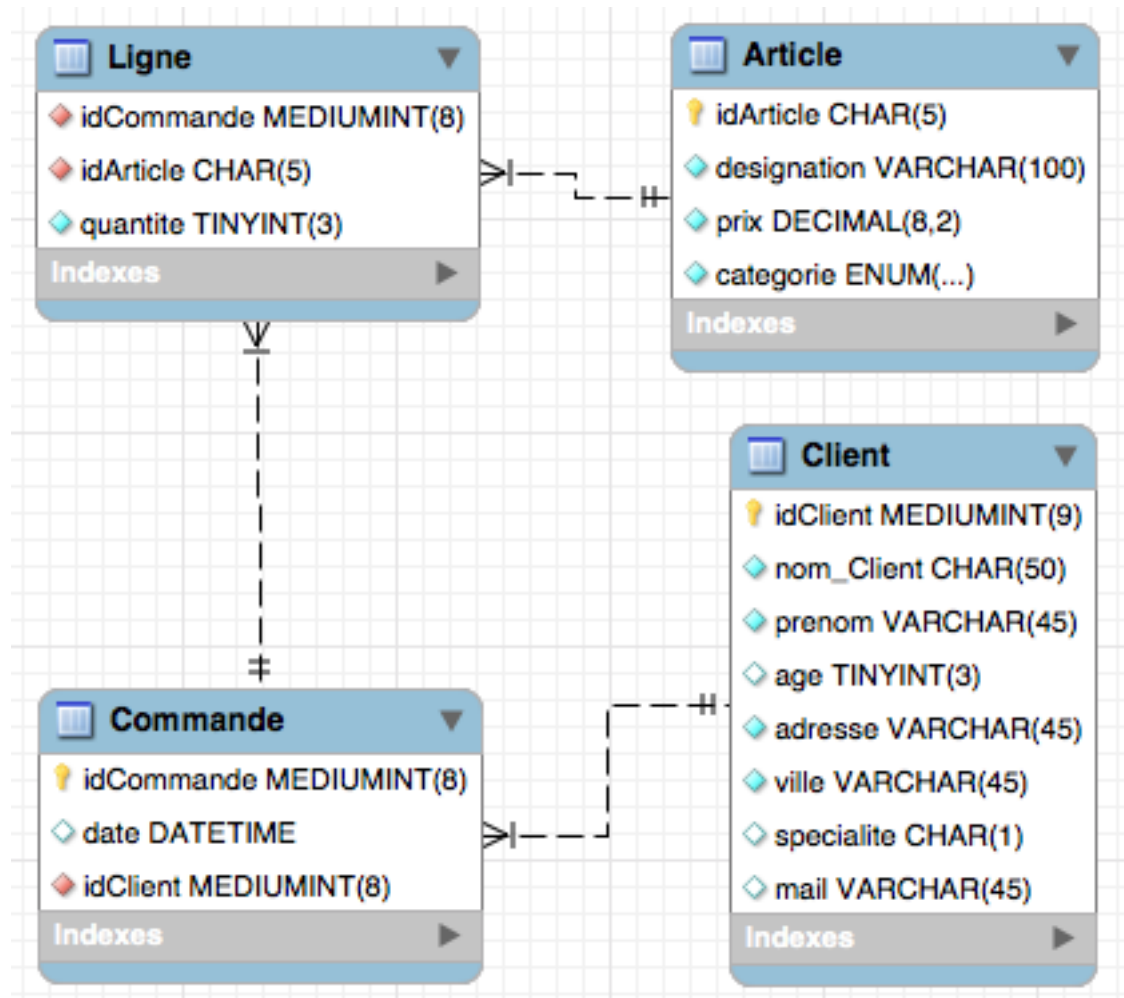 Ligne
idCommande MEDIUMINT(8)
idArticle CHAR(5)
quantite TINYINT(3)
Indexes
Article
idArticle CHAR(5)
designation VARCHAR(100)
prix DECIMAL(8,2)
categorie ENUM(...)
Indexes
Commande
idCommande MEDIUMINT(8)
date DATETIME
idClient MEDIUMINT(8)
Indexes
Client
idClient MEDIUMINT(9)
nom_Client CHAR(50)
prenom VARCHAR(45)
age TINYINT(3)
adresse VARCHAR(45)
ville VARCHAR(45)
specialite CHAR(1)
mail VARCHAR(45)
Indexes